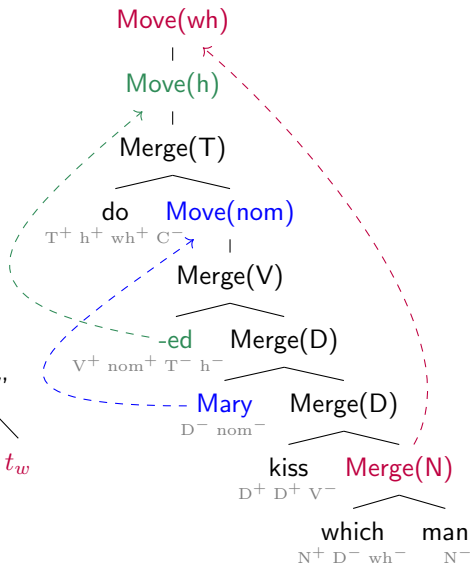 Move(wh)
Move(h)
Merge(T)
do Move(nom)
T⁺ h⁺ wh⁺ C⁻
Merge(V)
-ed Merge(D)
V⁺ nom⁺ T⁻ h⁻
,
Mary Merge(D)
D⁻ nom⁻
t_w kiss Merge(N)
D⁺ D⁺ V⁻
which man
N⁺ D⁻ wh⁻ N⁻